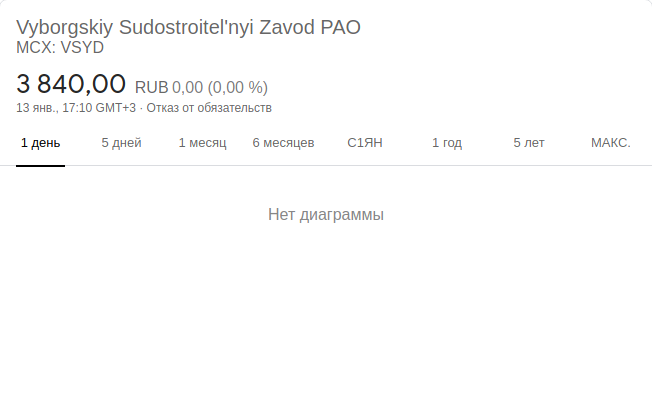 Vyborgskiy Sudostroitel'nyi Zavod PAO
MCX: VSYD
3 840,00 RUB 0,00 (0,00 %)
13 янв., 17:10 GMT+3 · Отказ от обязательств
1 день 5 дней 1 месяц 6 месяцев С1ЯН 1 год 5 лет МАКС.
Нет диаграммы